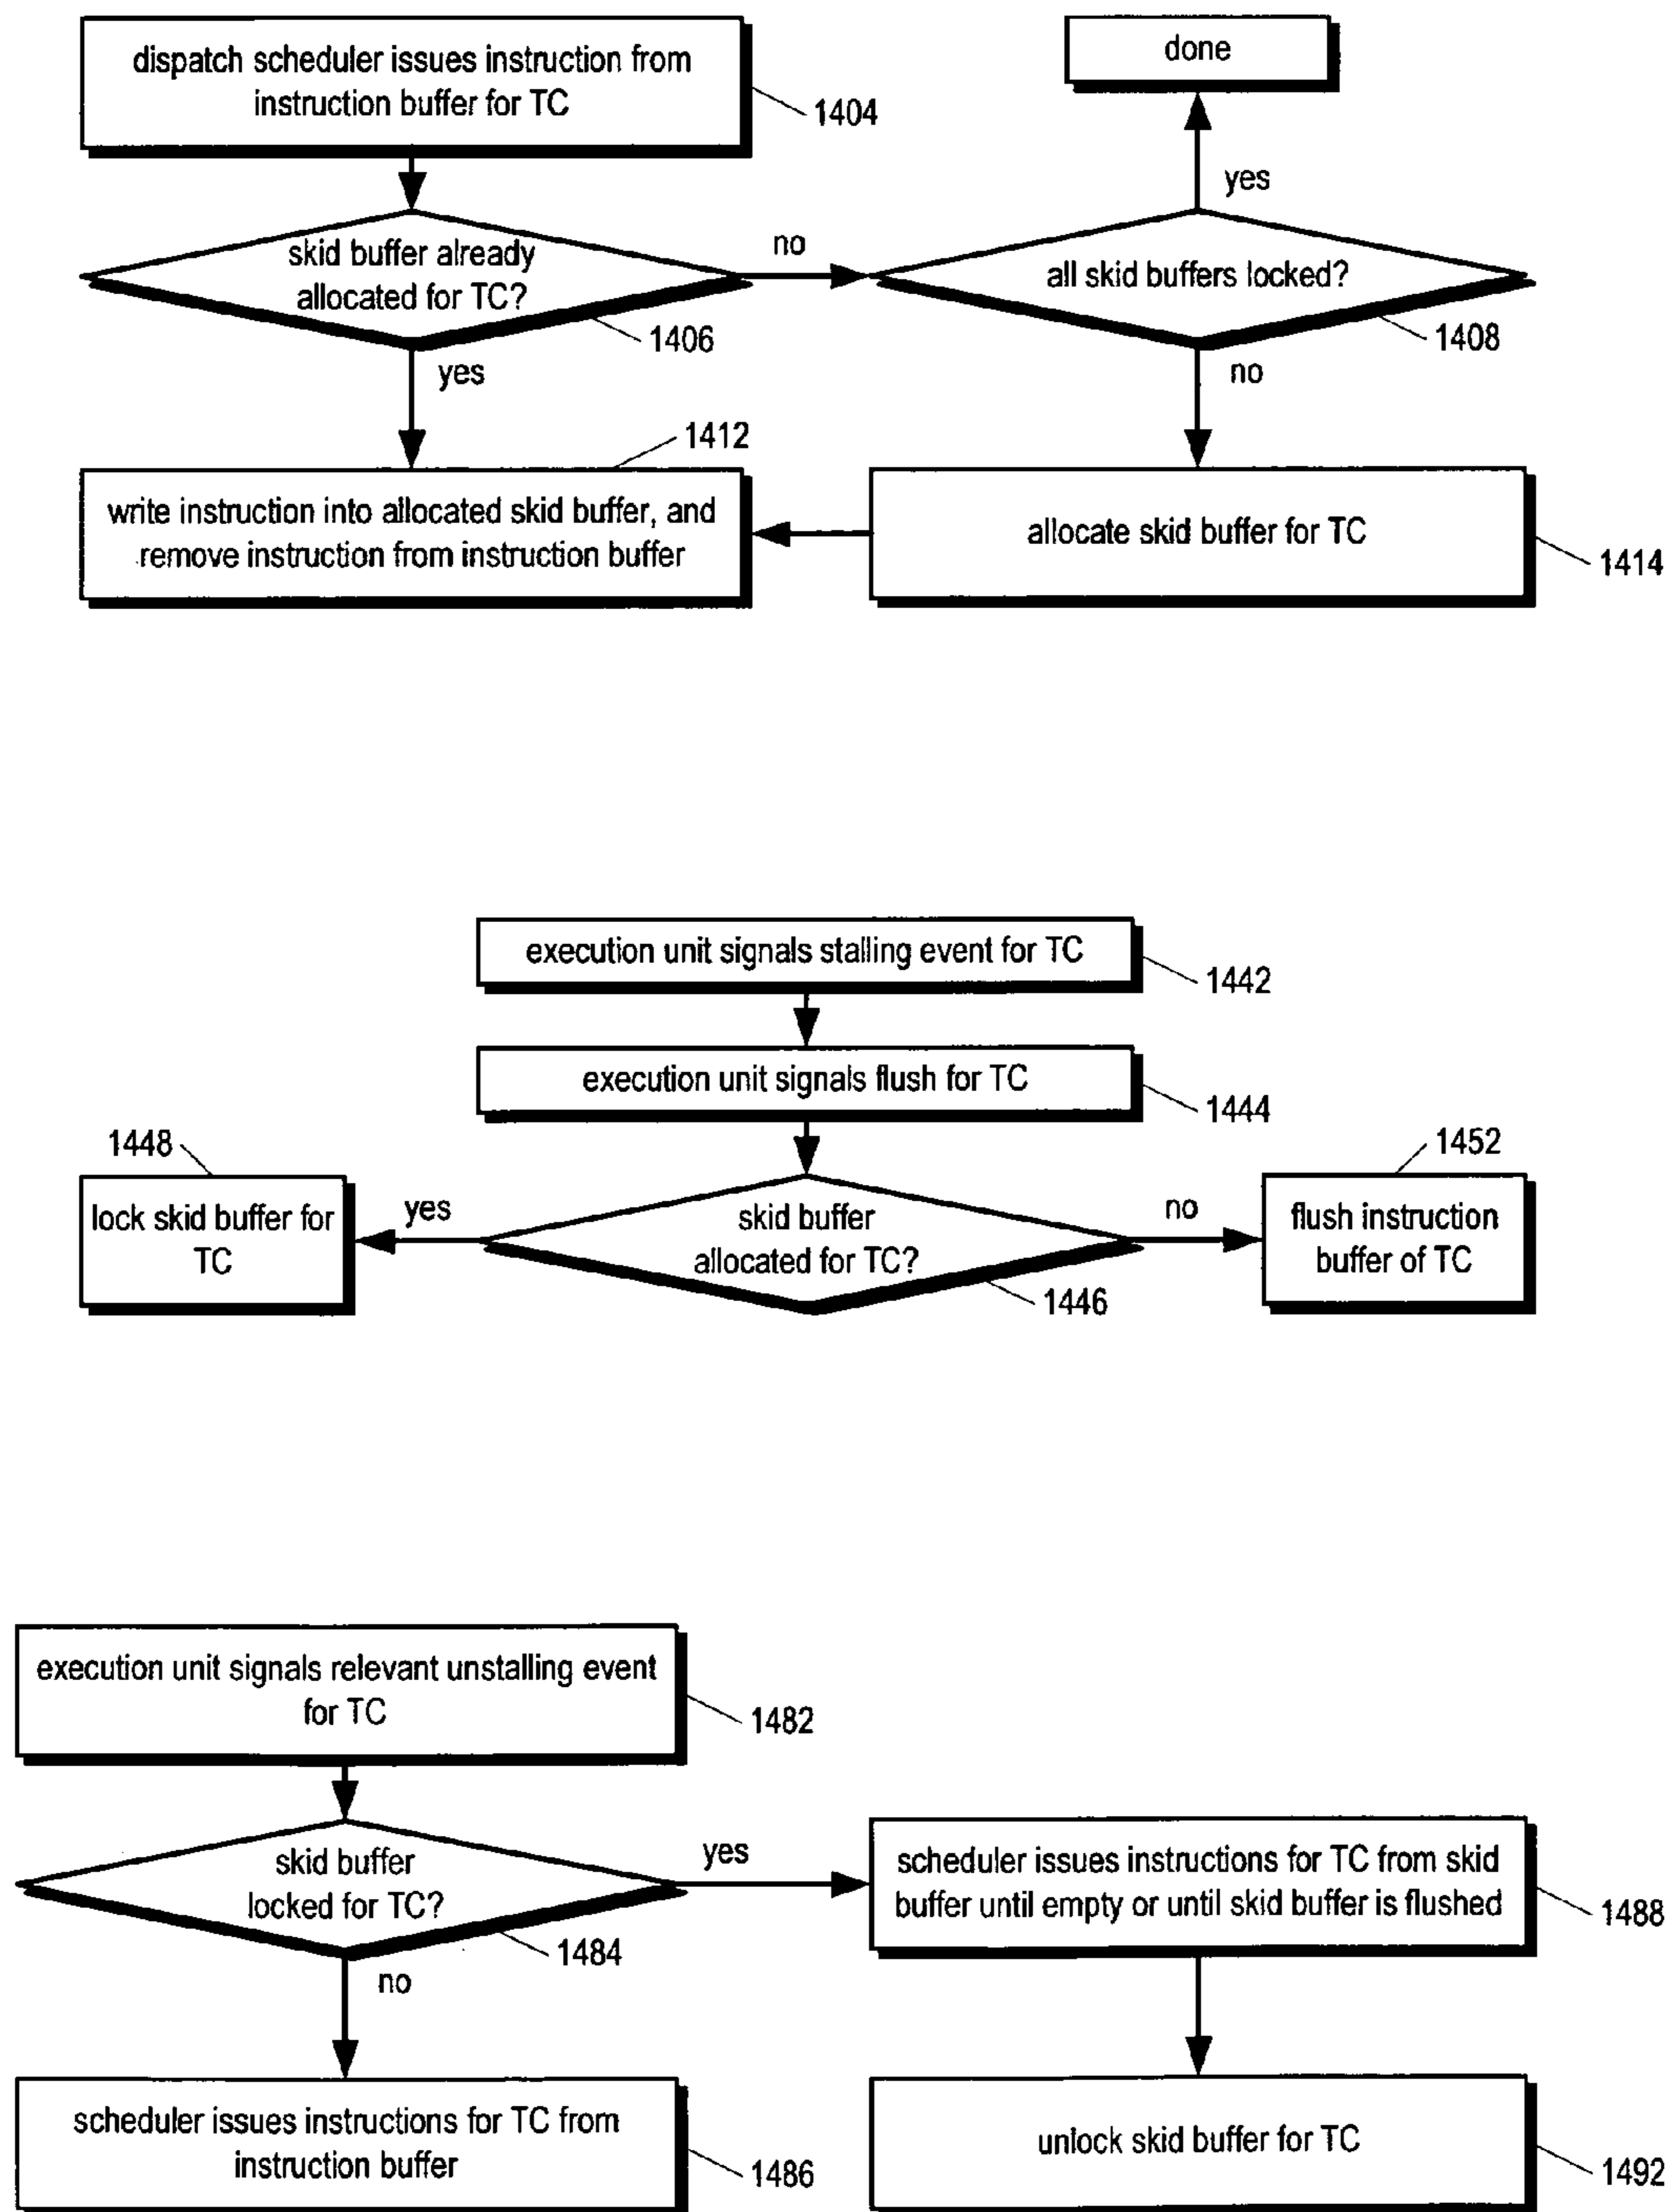 dispatch scheduler issues instruction from
instruction buffer for TC
1404
done
yes
skid buffer already
allocated for TC?
1406
no
all skid buffers locked?
1408
yes
no
1412
write instruction into allocated skid buffer, and
remove instruction from instruction buffer
allocate skid buffer for TC
1414
execution unit signals stalling event for TC
1442
execution unit signals flush for TC
1444
1448
lock skid buffer for
TC
yes
skid buffer
allocated for TC?
1446
no
1452
flush instruction
buffer of TC
execution unit signals relevant unstalling event
for TC
1482
skid buffer
locked for TC?
1484
yes
scheduler issues instructions for TC from skid
buffer until empty or until skid buffer is flushed
1488
no
scheduler issues instructions for TC from
instruction buffer
1486
unlock skid buffer for TC
1492